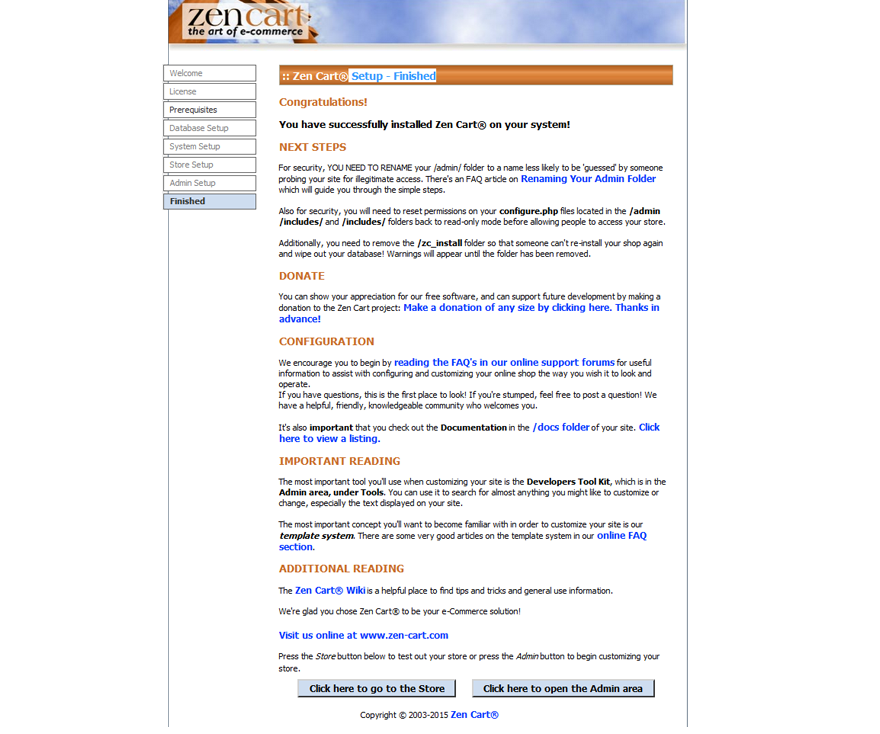 zen cart
the art of e-commerce
Welcome
License
Prerequisites
Database Setup
System Setup
Store Setup
Admin Setup
Finished
:: Zen Cart® Setup - Finished
Congratulations!
You have successfully installed Zen Cart® on your system!
NEXT STEPS
For security, YOU NEED TO RENAME your /admin/ folder to a name less likely to be 'guessed' by someone
probing your site for illegitimate access. There's an FAQ article on Renaming Your Admin Folder
which will guide you through the simple steps.
Also for security, you will need to reset permissions on your configure.php files located in the /admin
/includes/ and /includes/ folders back to read-only mode before allowing people to access your store.
Additionally, you need to remove the /zc_install folder so that someone can't re-install your shop again
and wipe out your database! Warnings will appear until the folder has been removed.
DONATE
You can show your appreciation for our free software, and can support future development by making a
donation to the Zen Cart project: Make a donation of any size by clicking here. Thanks in
advance!
CONFIGURATION
We encourage you to begin by reading the FAQ's in our online support forums for useful
information to assist with configuring and customizing your online shop the way you wish it to look and
operate.
If you have questions, this is the first place to look! If you're stumped, feel free to post a question! We
have a helpful, friendly, knowledgeable community who welcomes you.
It's also important that you check out the Documentation in the /docs folder of your site. Click
here to view a listing.
IMPORTANT READING
The most important tool you'll use when customizing your site is the Developers Tool Kit, which is in the
Admin area, under Tools. You can use it to search for almost anything you might like to customize or
change, especially the text displayed on your site.
The most important concept you'll want to become familiar with in order to customize your site is our
template system. There are some very good articles on the template system in our online FAQ
section.
ADDITIONAL READING
The Zen Cart® Wiki is a helpful place to find tips and tricks and general use information.
We're glad you chose Zen Cart® to be your e-Commerce solution!
Visit us online at www.zen-cart.com
Press the Store button below to test out your store or press the Admin button to begin customizing your
store.
Click here to go to the Store
Click here to open the Admin area
Copyright © 2003-2015 Zen Cart®